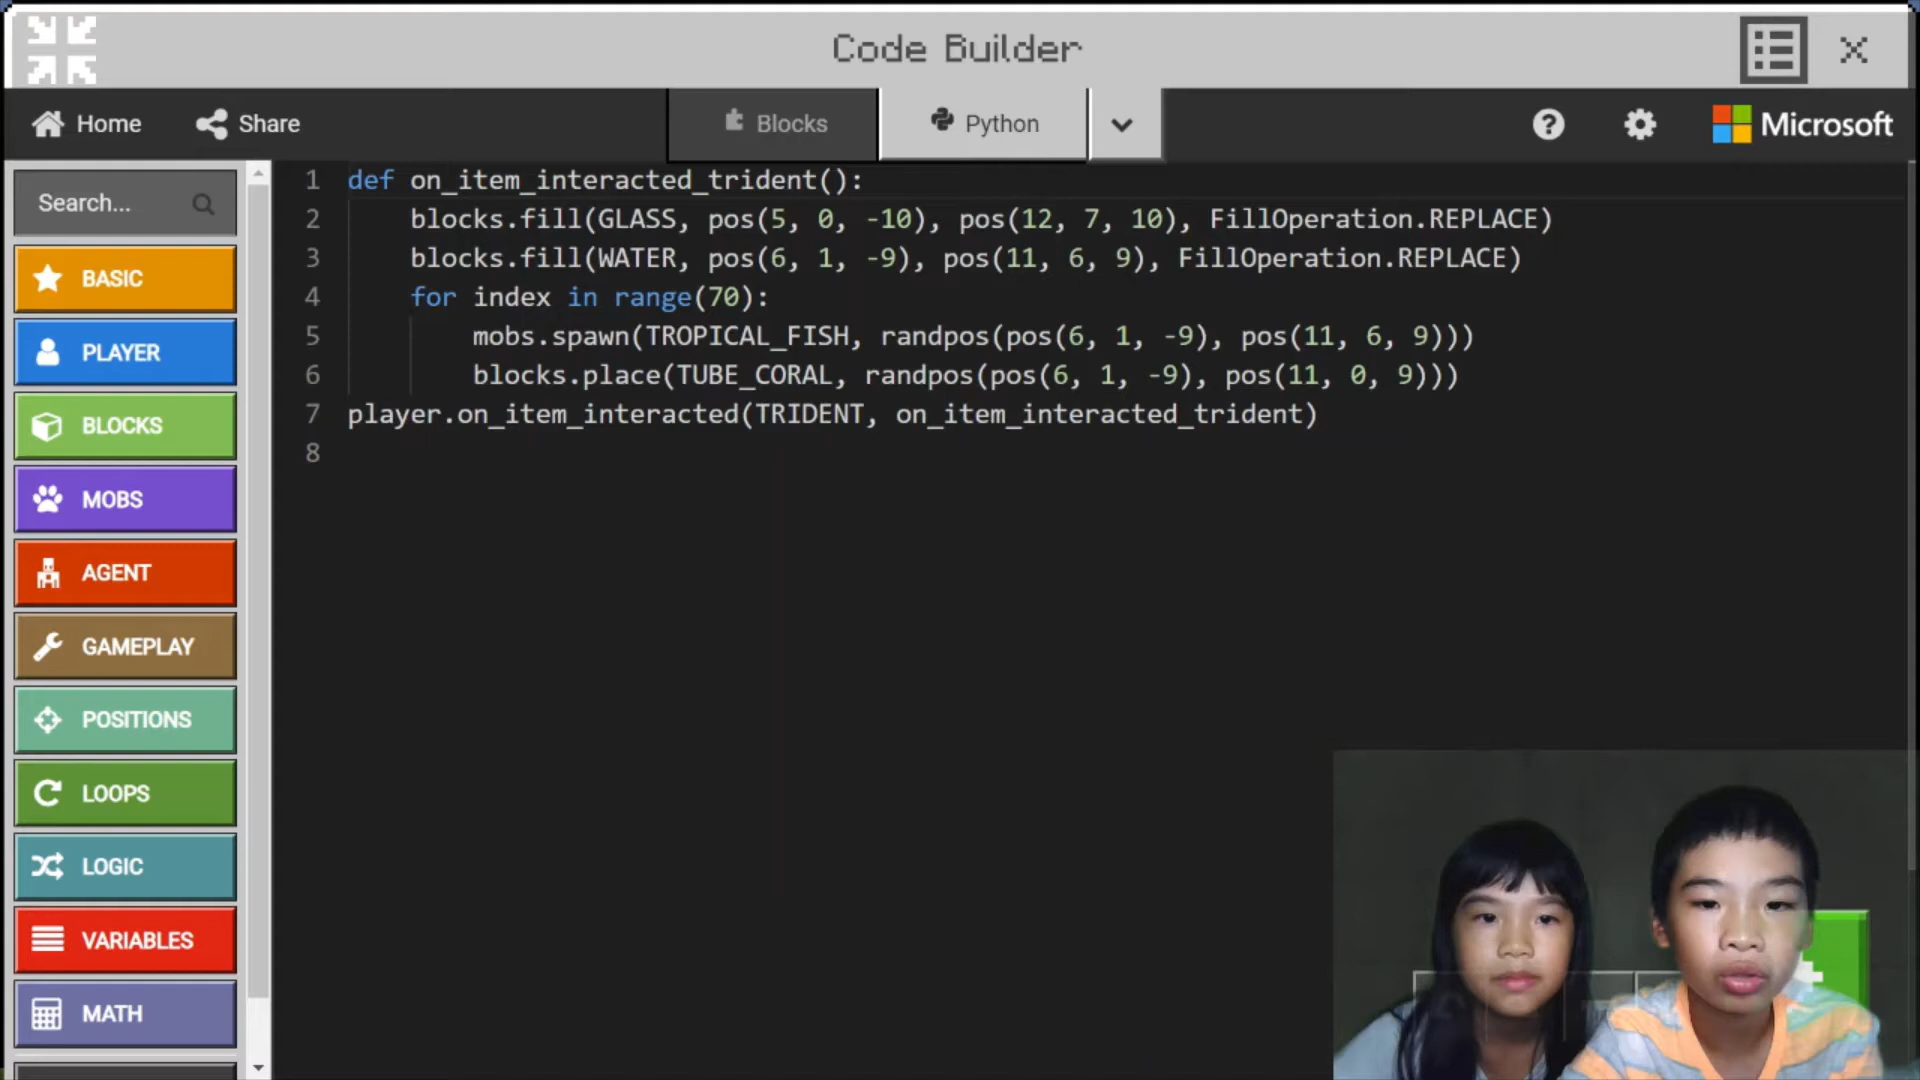 Code Builder
Home
Share
Blocks
Python
Microsoft
Search...
BASIC
PLAYER
BLOCKS
MOBS
AGENT
GAMEPLAY
POSITIONS
LOOPS
LOGIC
VARIABLES
MATH
1 def on_item_interacted_trident():
2 blocks.fill(GLASS, pos(5, 0, -10), pos(12, 7, 10), FillOperation.REPLACE)
3 blocks.fill(WATER, pos(6, 1, -9), pos(11, 6, 9), FillOperation.REPLACE)
4 for index in range(70):
5 mobs.spawn(TROPICAL_FISH, randpos(pos(6, 1, -9), pos(11, 6, 9)))
6 blocks.place(TUBE_CORAL, randpos(pos(6, 1, -9), pos(11, 0, 9)))
7 player.on_item_interacted(TRIDENT, on_item_interacted_trident)
8